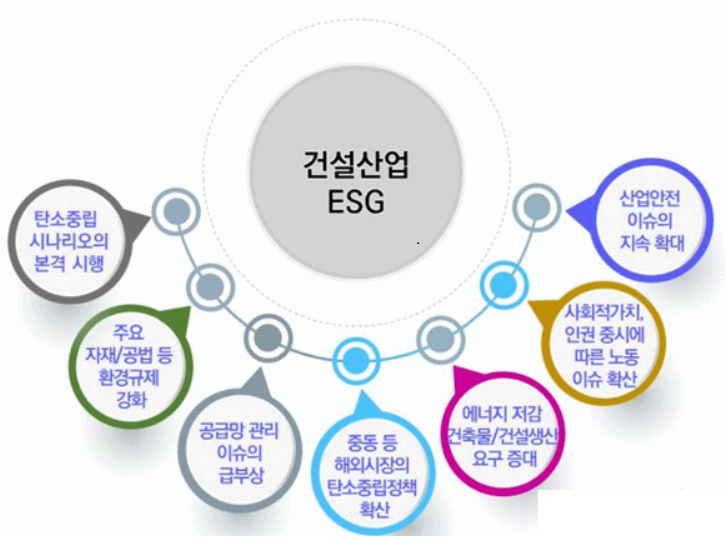 건설산업
ESG
탄소중립
시나리오의
본격 시행
주요
자재/공법 등
환경규제
강화
공급망 관리
이슈의
급부상
중동 등
해외시장의
탄소중립정책
확산
에너지 저감
건축물/건설생산
요구 증대
사회적가치,
인권 중시에
따른 노동
이슈 확산
산업안전
이슈의
지속 확대